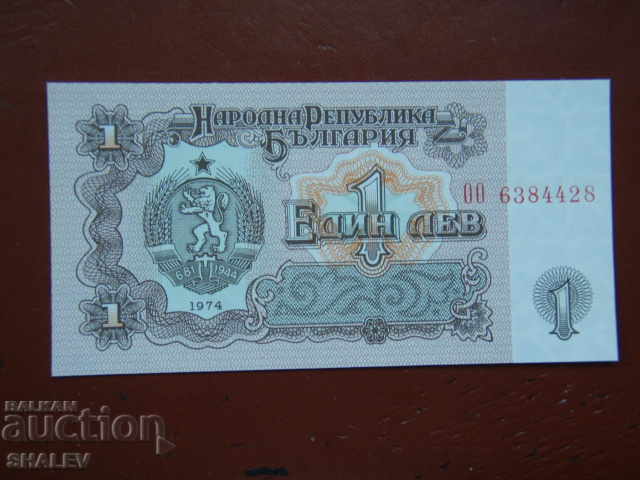 НАРОДНА РЕПУБЛИКА
БЪЛГАРИЯ
1
1
ОО 6384428
ЕДИН ЛЕВ
681 1944
1974
1
1
BALKAN
auction
SHALEV